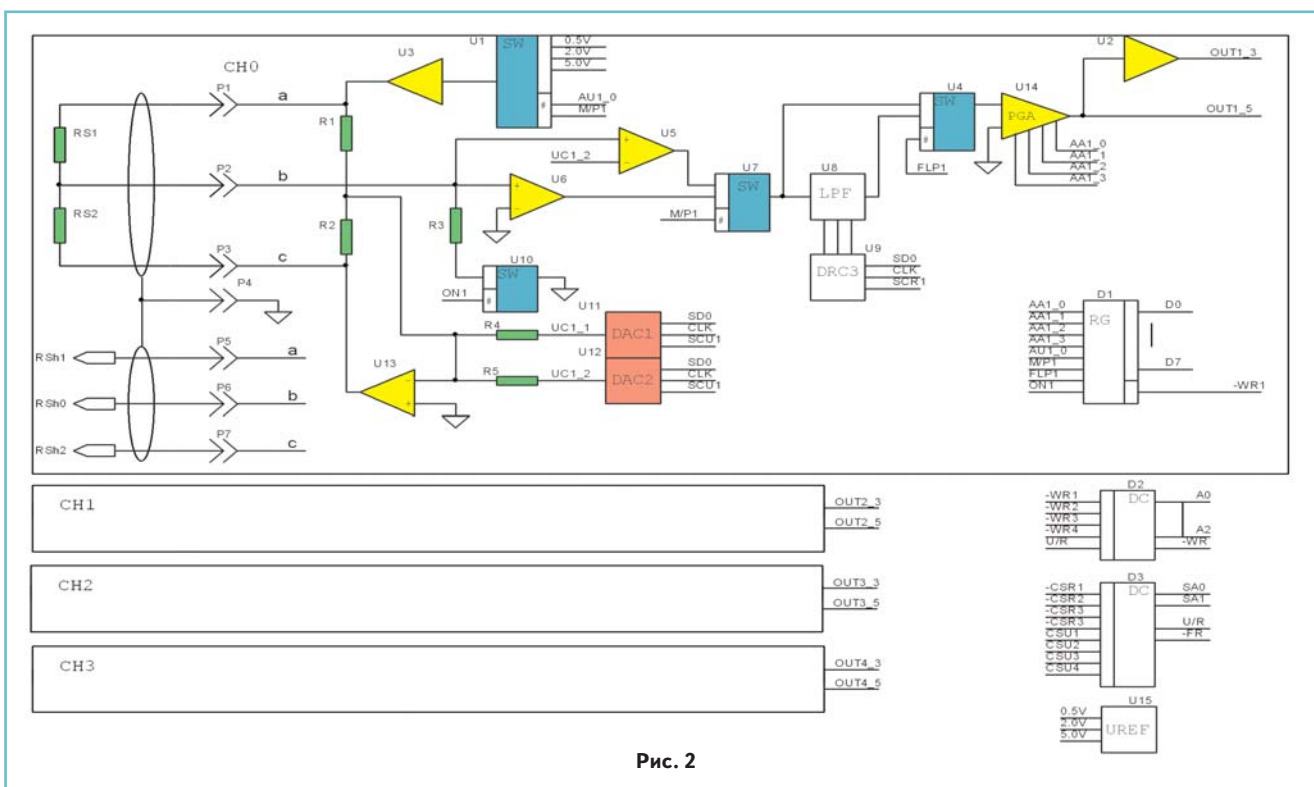 U1
SW
0.5V
2.0V
5.0V
#
AU1_0
M/P1
U3
U2
OUT1_3
CH0
P1
a
R1
RS1
U4
SW
#
FLP1
U14
PGA
OUT1_5
AA1_0
AA1_1
AA1_2
AA1_3
U5
+
-
UC1_2
P2
b
U6
+
-
U7
SW
#
M/P1
U8
LPF
RS2
R2
R3
P3
c
U9
DRC3
SD0
CLK
SCR1
U10
SW
#
ON1
P4
U11
DAC1
SD0
CLK
SCU1
R4
UC1_1
U12
DAC2
SD0
CLK
SCU1
R5
UC1_2
U13
-
+
D1
RG
AA1_0
AA1_1
AA1_2
AA1_3
AU1_0
M/P1
FLP1
ON1
D0
D7
-WR1
RSh1
P5
a
RSh0
P6
b
RSh2
P7
c
CH1
OUT2_3
OUT2_5
D2
DC
-WR1
-WR2
-WR3
-WR4
U/R
A0
A2
-WR
CH2
OUT3_3
OUT3_5
D3
DC
-CSR1
-CSR2
-CSR3
-CSR3
CSU1
CSU2
CSU3
CSU4
SA0
SA1
U/R
-FR
CH3
OUT4_3
OUT4_5
U15
UREF
0.5V
2.0V
5.0V
Рис. 2